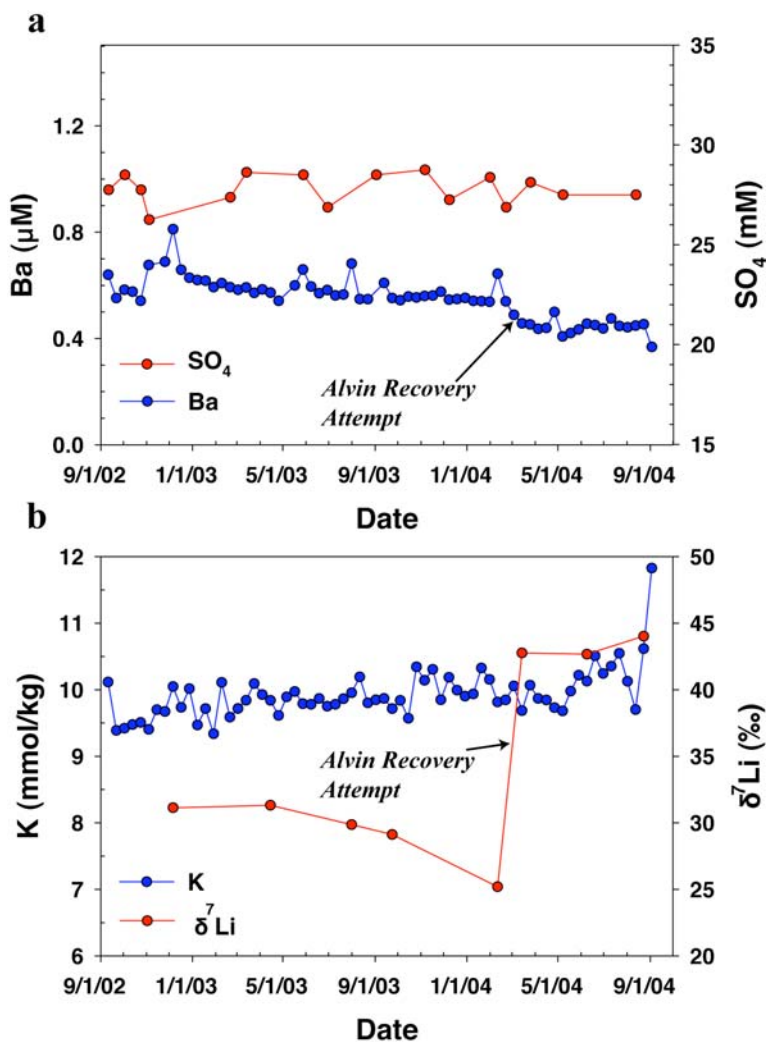 a
35
1.2
30
Ba (µM)
0.8
25
SO₄ (mM)
0.4
20
SO₄
Ba
Alvin Recovery
Attempt
0.0
15
9/1/02 1/1/03 5/1/03 9/1/03 1/1/04 5/1/04 9/1/04
Date
b
12
50
11
45
10
40
K (mmol/kg)
9
35
δ⁷Li (‰)
Alvin Recovery
Attempt
8
30
K
7
25
δ⁷Li
6
20
9/1/02 1/1/03 5/1/03 9/1/03 1/1/04 5/1/04 9/1/04
Date